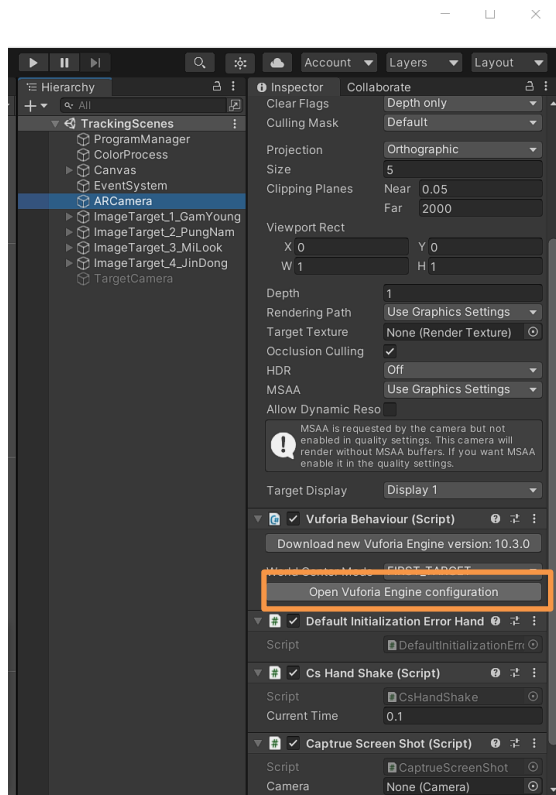 Account
Layers
Layout
Hierarchy
All
TrackingScenes
ProgramManager
ColorProcess
Canvas
EventSystem
ARCamera
ImageTarget_1_GamYoung
ImageTarget_2_PungNam
ImageTarget_3_MiLook
ImageTarget_4_JinDong
TargetCamera
Inspector
Collaborate
Clear Flags Depth only
Culling Mask Default
Projection Orthographic
Size 5
Clipping Planes Near 0.05
Far 2000
Viewport Rect
X 0 Y 0
W 1 H 1
Depth 1
Rendering Path Use Graphics Settings
Target Texture None (Render Texture)
Occlusion Culling
HDR Off
MSAA Use Graphics Settings
Allow Dynamic Reso
MSAA is requested by the camera but not
enabled in quality settings. This camera will
render without MSAA buffers. If you want MSAA
enable it in the quality settings.
Target Display Display 1
Vuforia Behaviour (Script)
Download new Vuforia Engine version: 10.3.0
World Center Mode FIRST_TARGET
Open Vuforia Engine configuration
Default Initialization Error Hand
Script DefaultInitializationErr
Cs Hand Shake (Script)
Script CsHandShake
Current Time 0.1
Captrue Screen Shot (Script)
Script CaptrueScreenShot
Camera None (Camera)